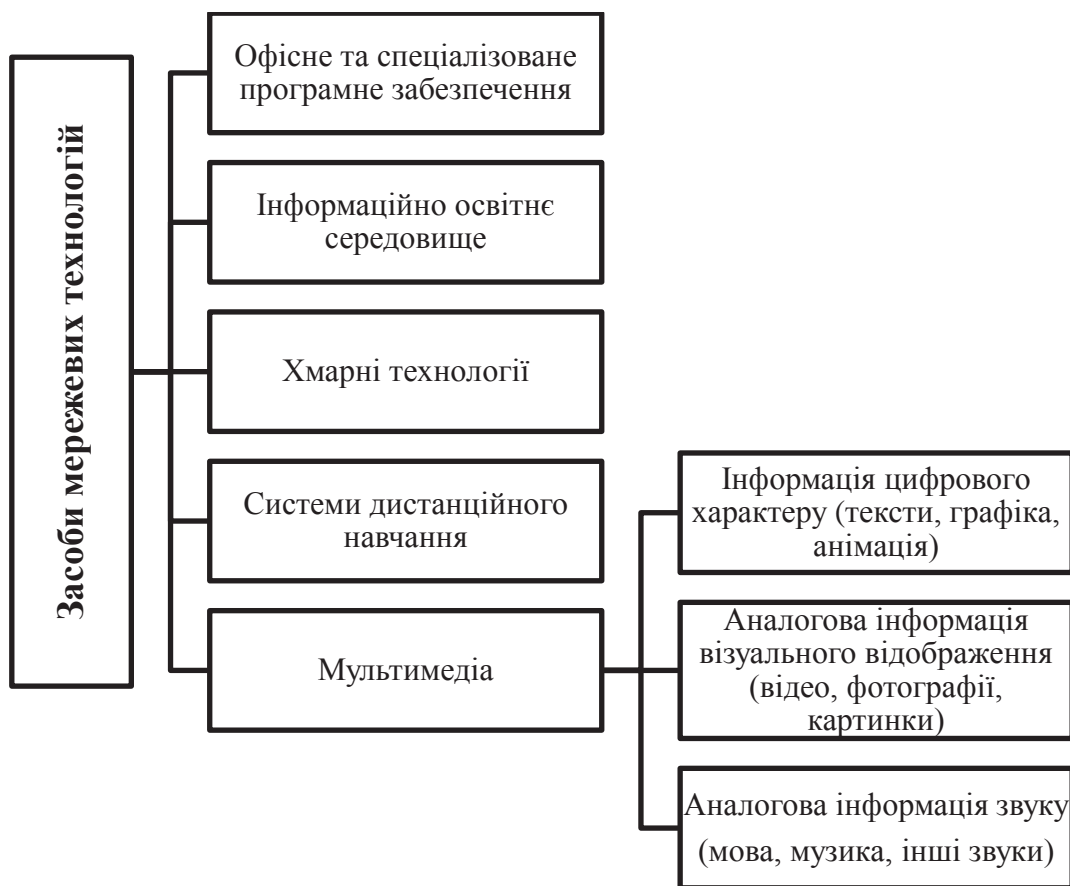 Засоби мережевих технологій
Офісне та спеціалізоване
програмне забезпечення
Інформаційно освітнє
середовище
Хмарні технології
Системи дистанційного
навчання
Мультимедіа
Інформація цифрового
характеру (тексти, графіка,
анімація)
Аналогова інформація
візуального відображення
(відео, фотографії,
картинки)
Аналогова інформація звуку
(мова, музика, інші звуки)